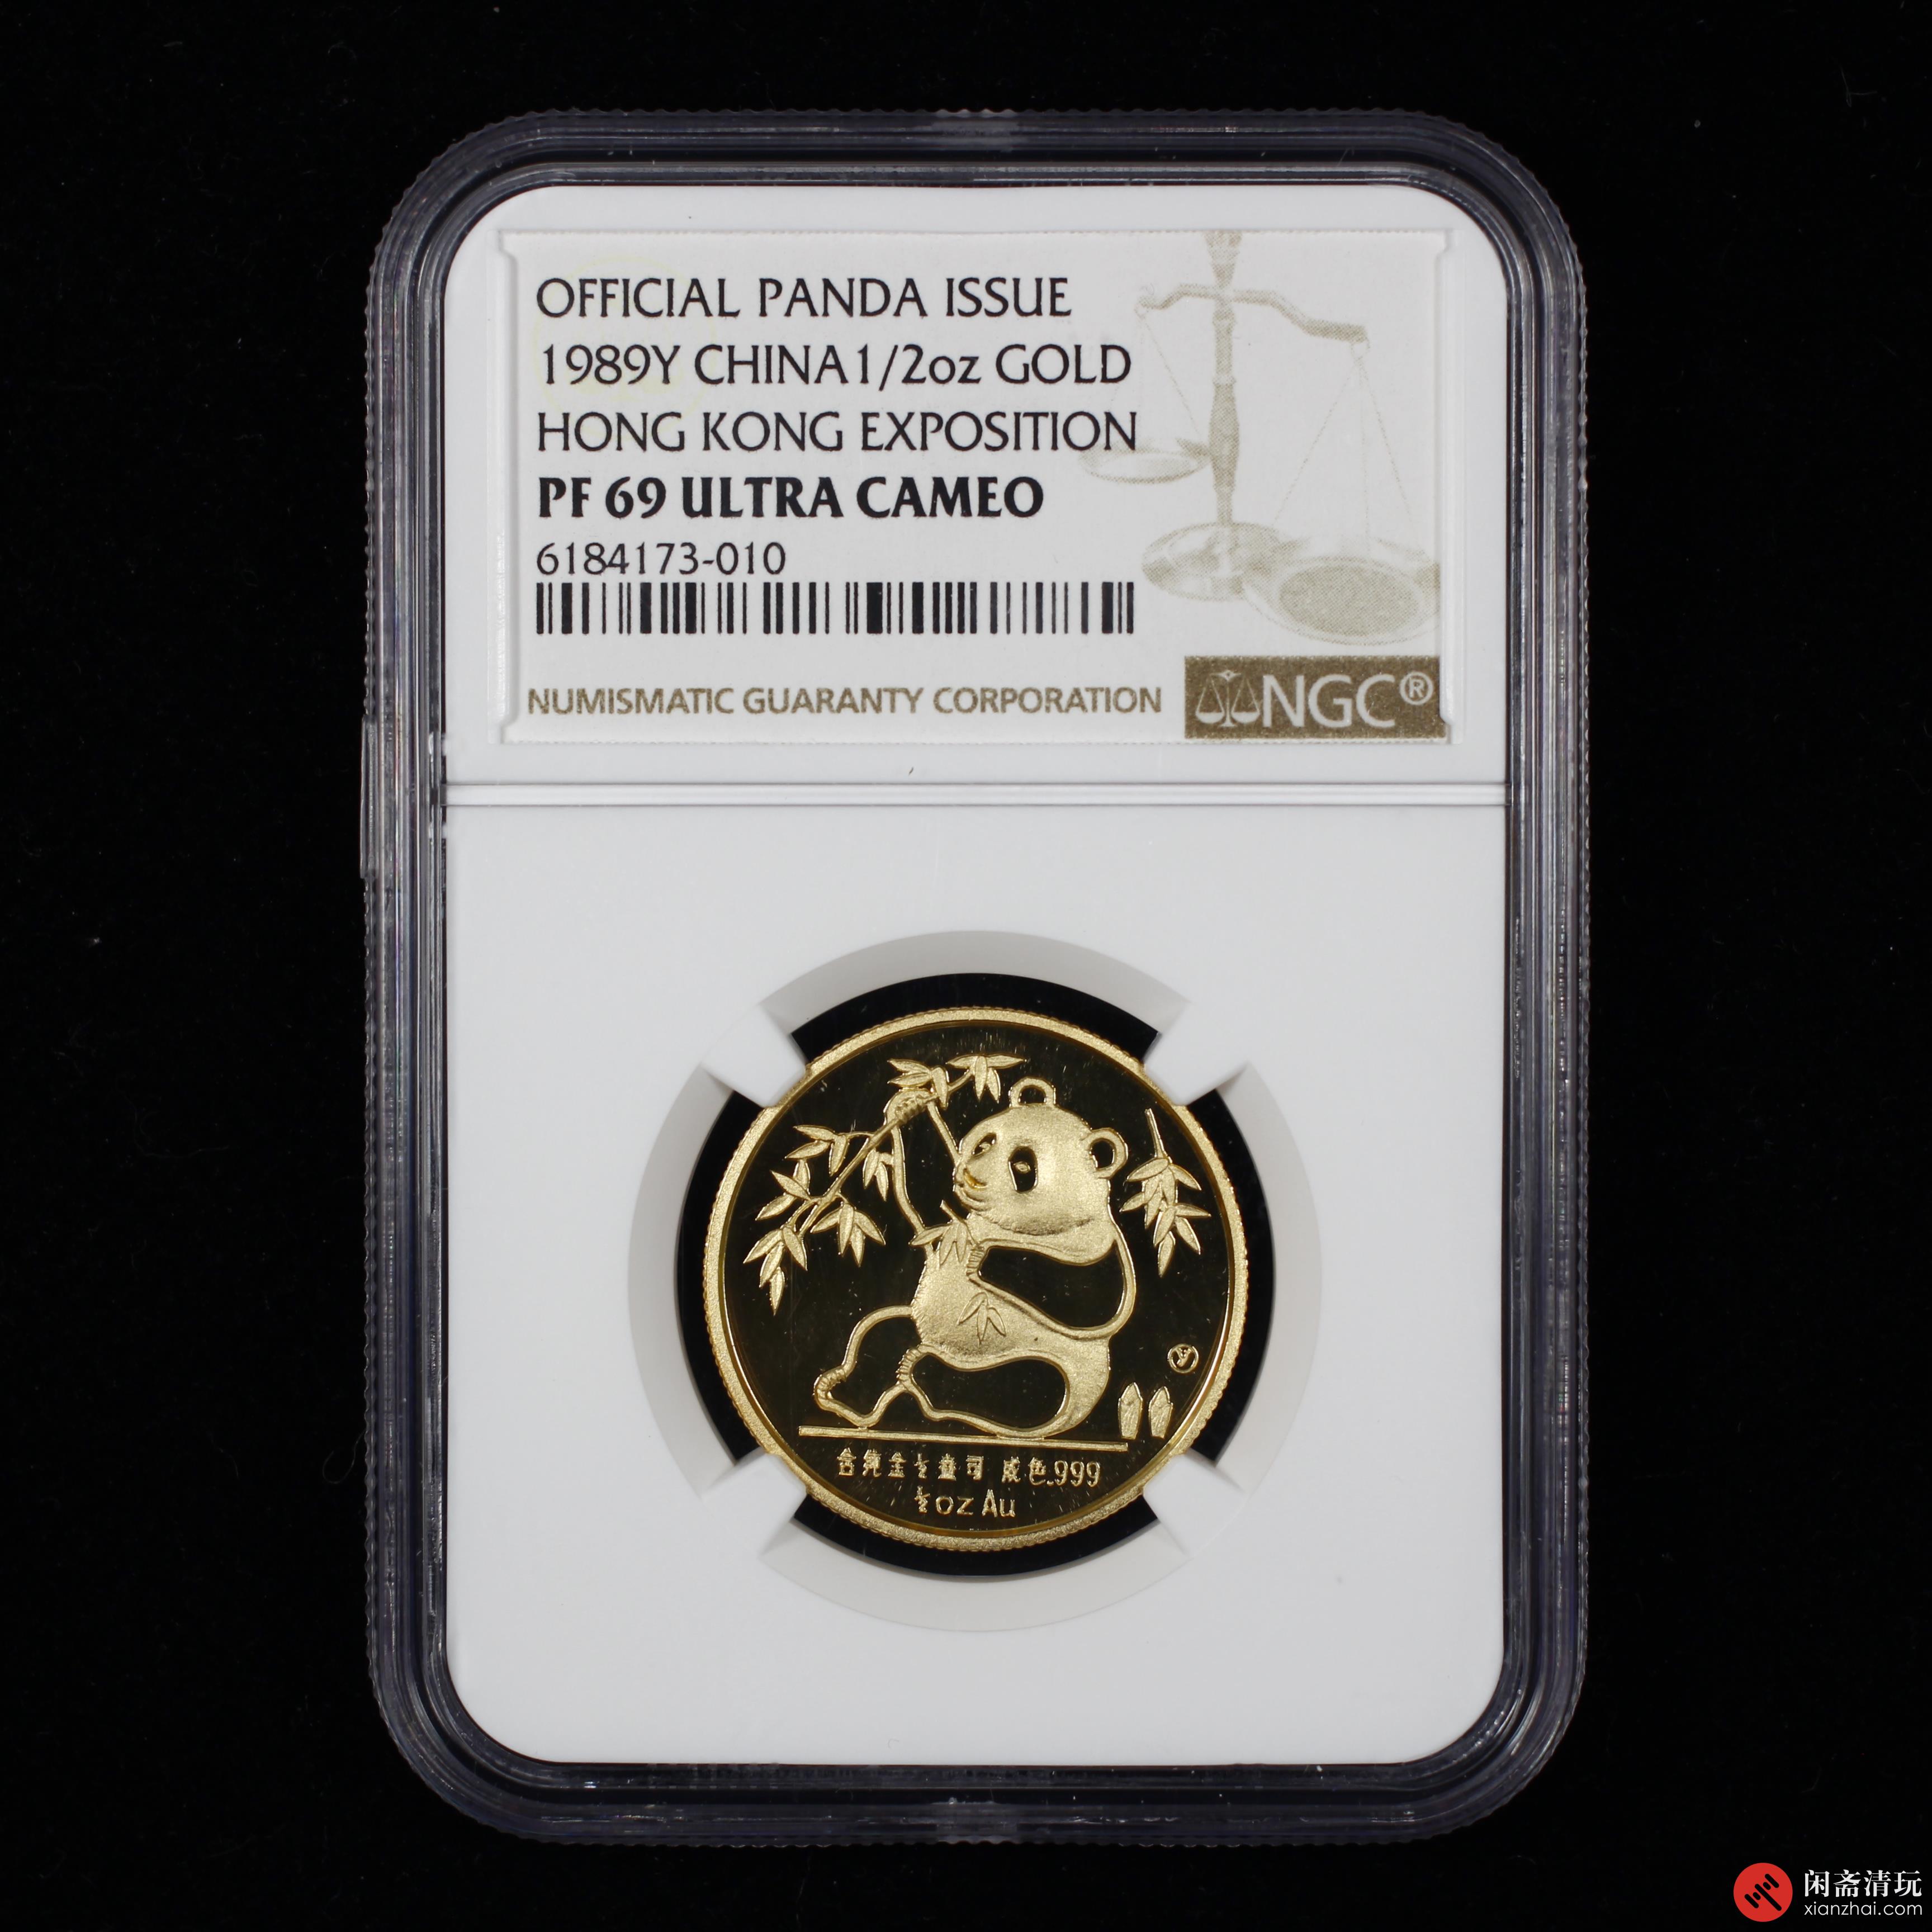 OFFICIAL PANDA ISSUE
1989Y CHINA 1/2oz GOLD
HONG KONG EXPOSITION
PF 69 ULTRA CAMEO
6184173-010
NUMISMATIC GUARANTY CORPORATION
NGC®
含純金½盎司 成色.999
½oz Au
闲斋清玩
xianzhai.com